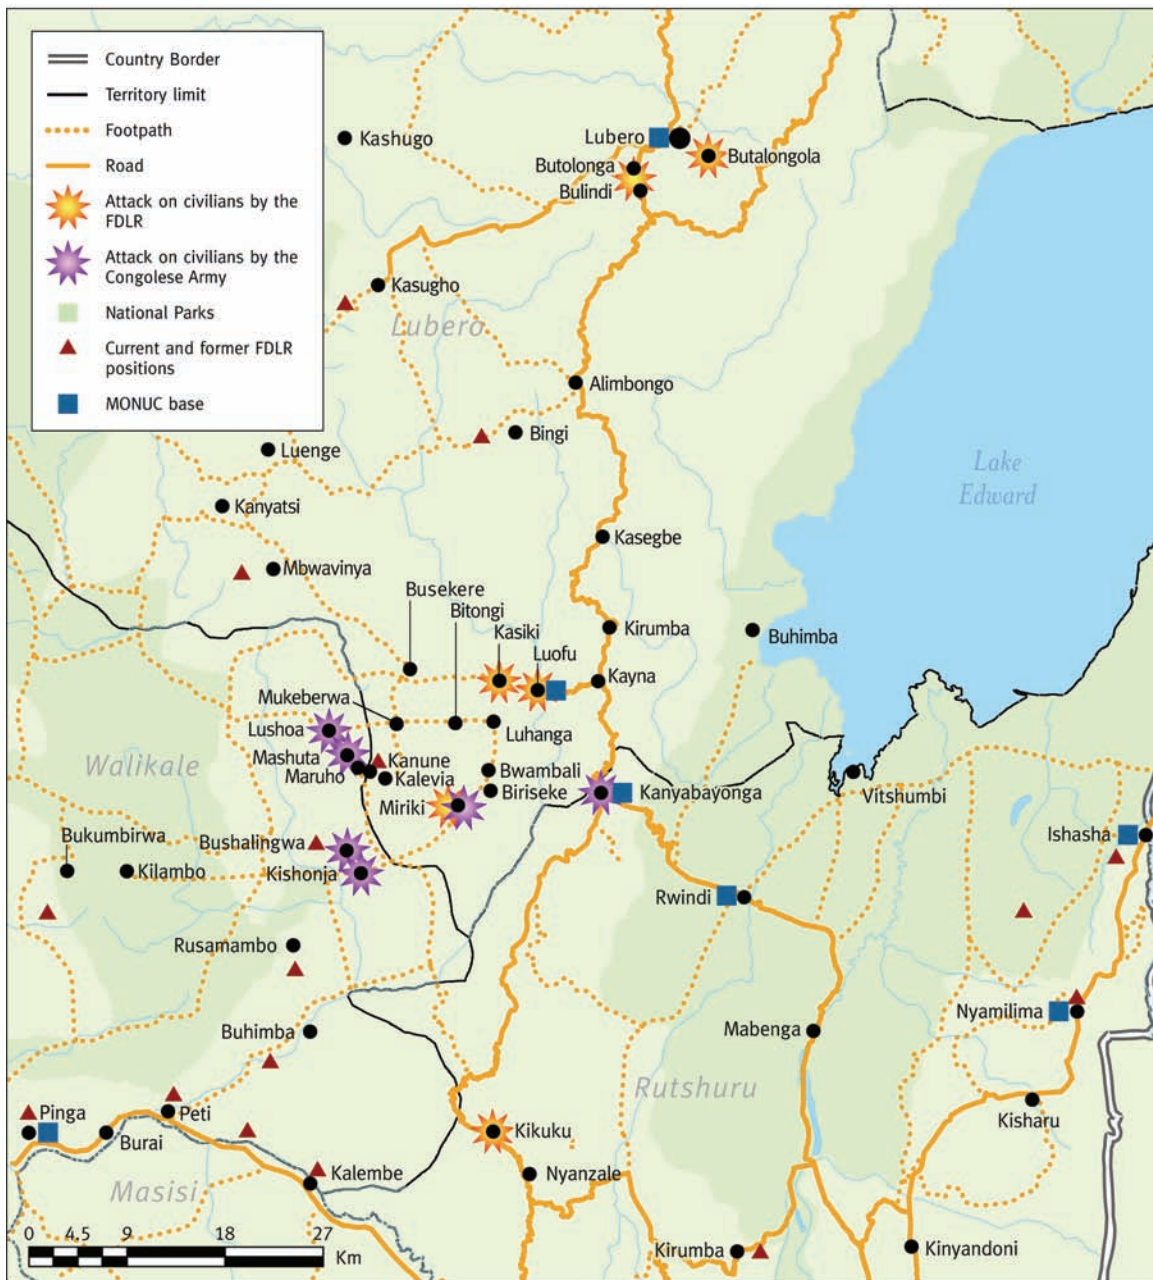 Country Border
Territory limit
Footpath
Road
Attack on civilians by the
FDLR
Attack on civilians by the
Congolese Army
National Parks
Current and former FDLR
positions
MONUC base
Kashugo
Lubero
Butalongola
Butolonga
Bulindi
Kasugho
Lubero
Alimbongo
Bingi
Luenge
Lake
Edward
Kanyatsi
Kasegbe
Mbwavinya
Busekere
Bitongi
Kasiki
Kirumba
Buhimba
Luofu
Kayna
Mukeberwa
Lushoa
Luhanga
Mashuta
Kanune
Walikale
Maruho
Kalevia
Bwambali
Biriseke
Kanyabayonga
Vitshumbi
Miriki
Bukumbirwa
Bushalingwa
Ishasha
Kilambo
Kishonja
Rwindi
Rusamambo
Nyamilima
Buhimba
Mabenga
Rutshuru
Kisharu
Pinga
Peti
Burai
Kikuku
Kalembe
Nyanzale
Masisi
0 4,5 9 18 27
Km
Kirumba
Kinyandoni